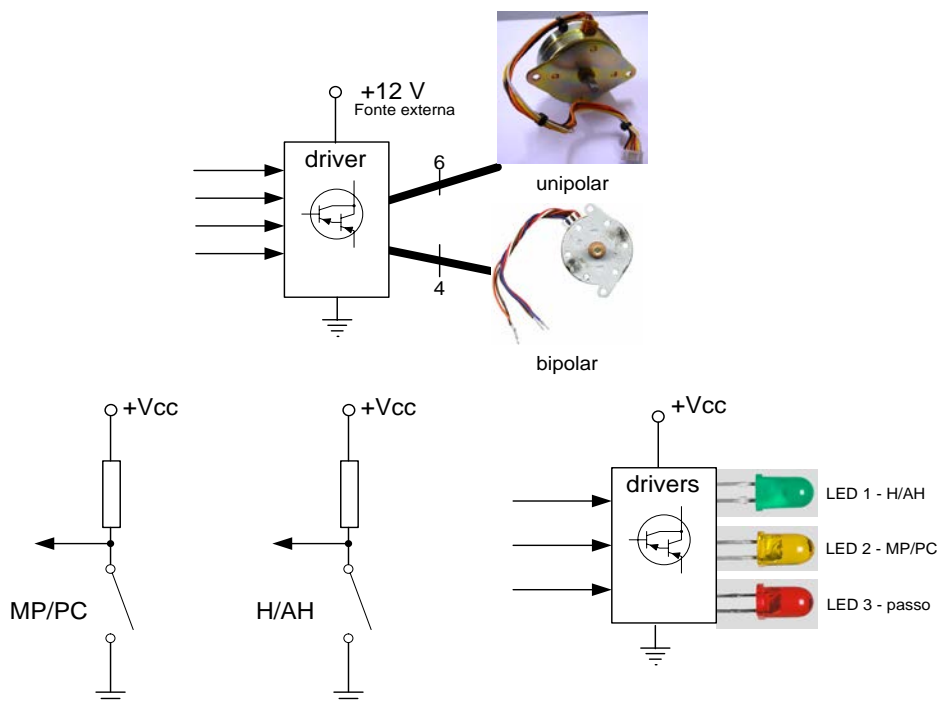 +12 V
Fonte externa
driver
6
unipolar
4
bipolar
+Vcc
+Vcc
+Vcc
drivers
LED 1 - H/AH
LED 2 - MP/PC
LED 3 - passo
MP/PC
H/AH